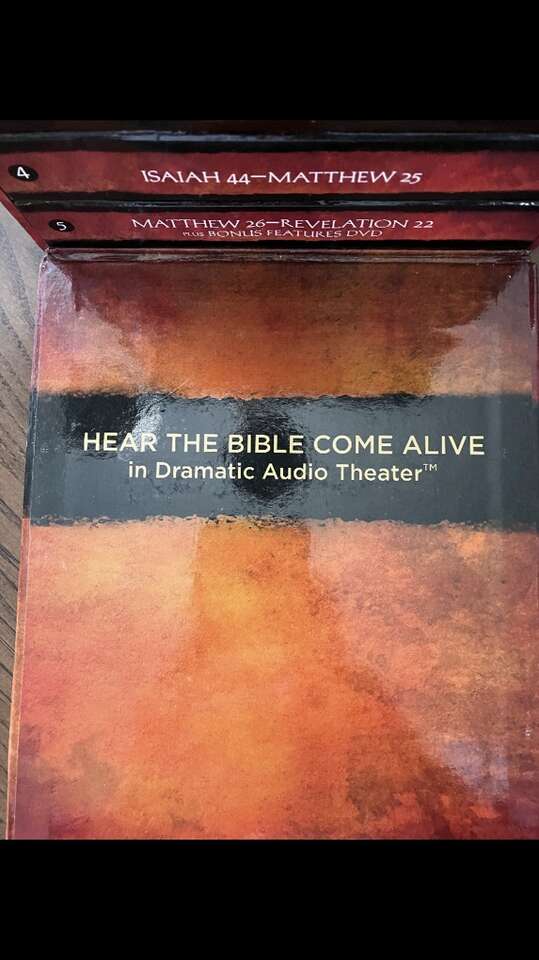 4
ISAIAH 44—MATTHEW 25
5
MATTHEW 26—REVELATION 22
PLUS BONUS FEATURES DVD
HEAR THE BIBLE COME ALIVE
in Dramatic Audio Theater™